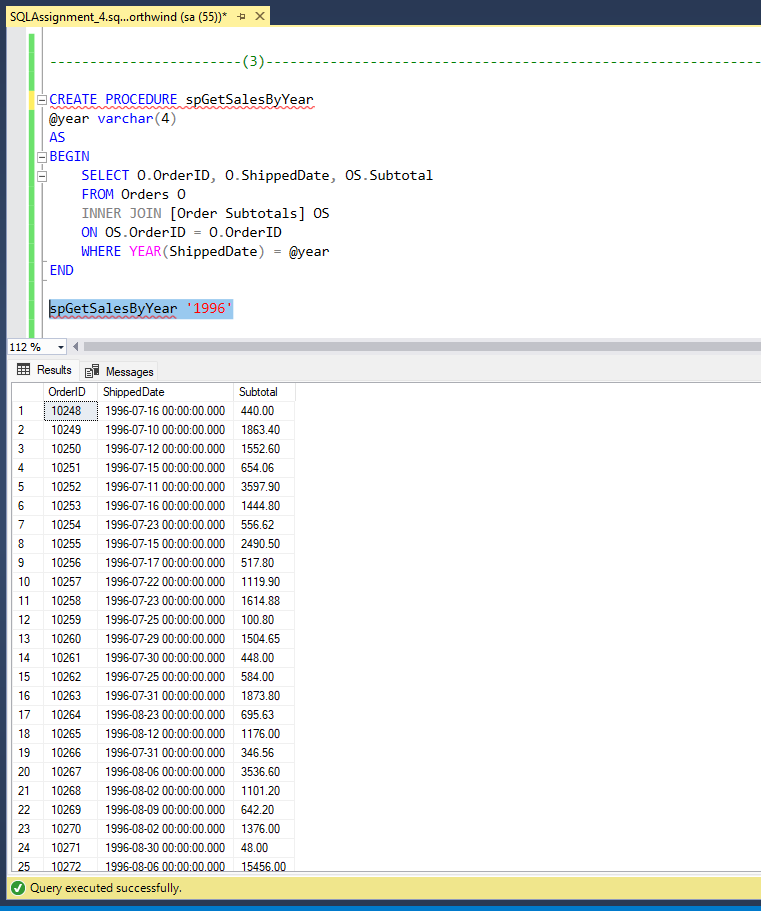 SQLAssignment_4.sq...orthwind (sa (55))*
--------------------------(3)--------------------------------------------------------------
CREATE PROCEDURE spGetSalesByYear
@year varchar(4)
AS
BEGIN
SELECT O.OrderID, O.ShippedDate, OS.Subtotal
FROM Orders O
INNER JOIN [Order Subtotals] OS
ON OS.OrderID = O.OrderID
WHERE YEAR(ShippedDate) = @year
END
spGetSalesByYear '1996'
112 %
Results Messages
OrderID ShippedDate Subtotal
1 10248 1996-07-16 00:00:00.000 440.00
2 10249 1996-07-10 00:00:00.000 1863.40
3 10250 1996-07-12 00:00:00.000 1552.60
4 10251 1996-07-15 00:00:00.000 654.06
5 10252 1996-07-11 00:00:00.000 3597.90
6 10253 1996-07-16 00:00:00.000 1444.80
7 10254 1996-07-23 00:00:00.000 556.62
8 10255 1996-07-15 00:00:00.000 2490.50
9 10256 1996-07-17 00:00:00.000 517.80
10 10257 1996-07-22 00:00:00.000 1119.90
11 10258 1996-07-23 00:00:00.000 1614.88
12 10259 1996-07-25 00:00:00.000 100.80
13 10260 1996-07-29 00:00:00.000 1504.65
14 10261 1996-07-30 00:00:00.000 448.00
15 10262 1996-07-25 00:00:00.000 584.00
16 10263 1996-07-31 00:00:00.000 1873.80
17 10264 1996-08-23 00:00:00.000 695.63
18 10265 1996-08-12 00:00:00.000 1176.00
19 10266 1996-07-31 00:00:00.000 346.56
20 10267 1996-08-06 00:00:00.000 3536.60
21 10268 1996-08-02 00:00:00.000 1101.20
22 10269 1996-08-09 00:00:00.000 642.20
23 10270 1996-08-02 00:00:00.000 1376.00
24 10271 1996-08-30 00:00:00.000 48.00
25 10272 1996-08-06 00:00:00.000 15456.00
Query executed successfully.